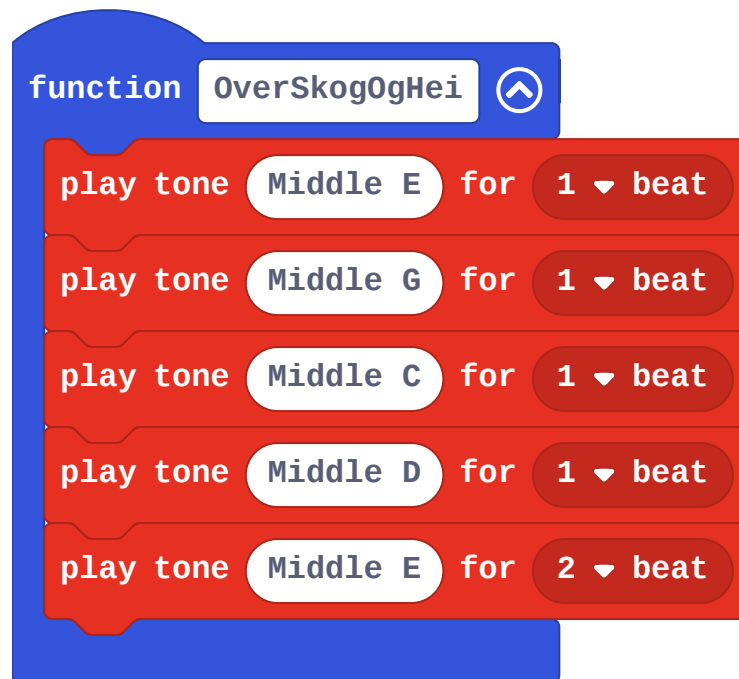 function OverSkogOgHei
play tone Middle E for 1 beat
play tone Middle G for 1 beat
play tone Middle C for 1 beat
play tone Middle D for 1 beat
play tone Middle E for 2 beat